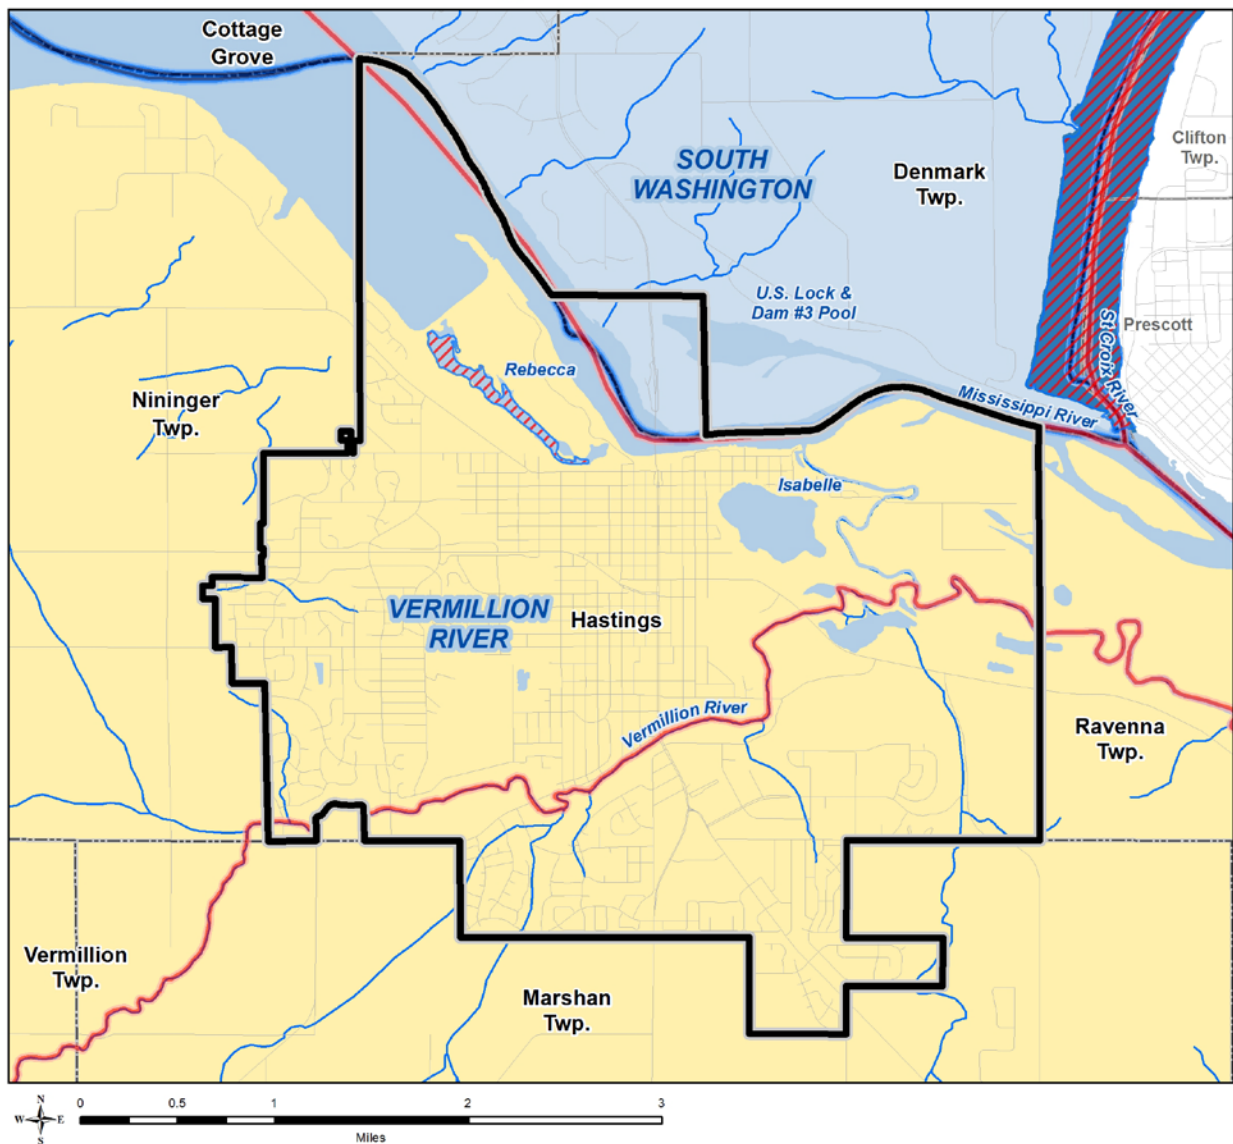 Cottage
Grove
Clifton
Twp.
SOUTH
WASHINGTON
Denmark
Twp.
U.S. Lock &
Dam #3 Pool
St Croix River
Prescott
Rebecca
Mississippi River
Nininger
Twp.
Isabelle
VERMILLION
RIVER
Hastings
Vermillion River
Ravenna
Twp.
Vermillion
Twp.
Marshan
Twp.
N
W E
S
0 0.5 1 2 3
Miles